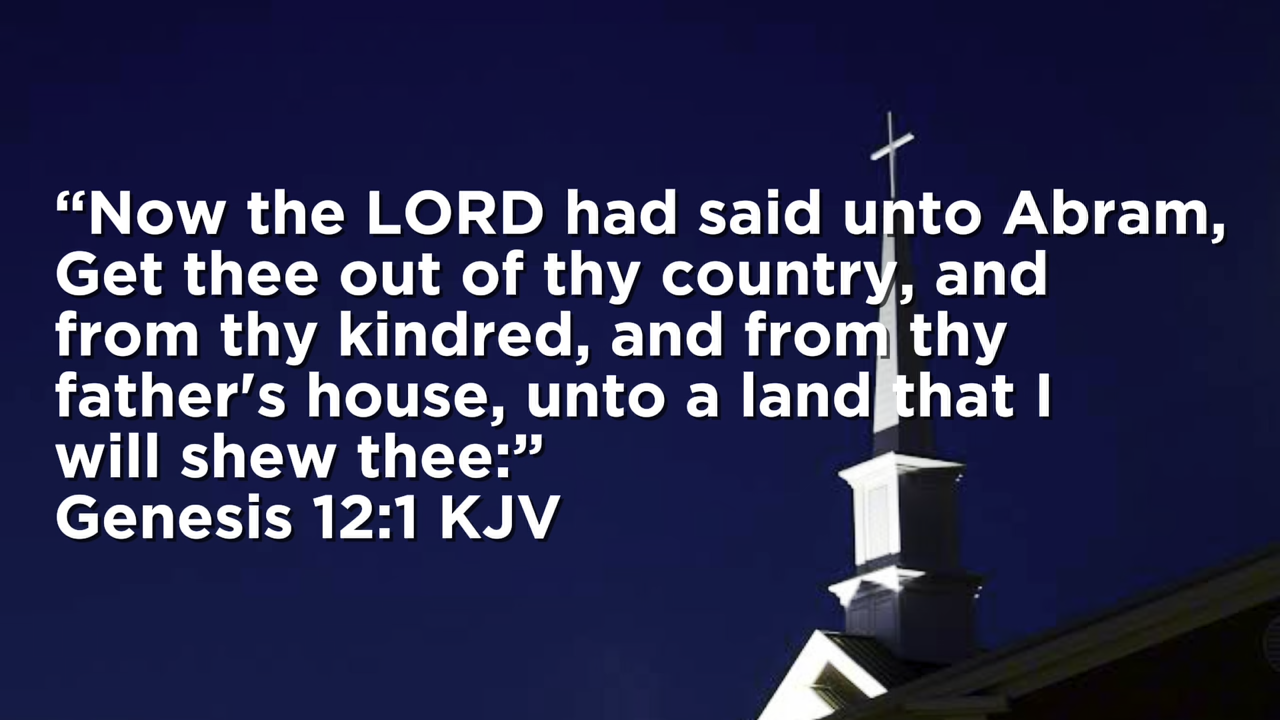 “Now the LORD had said unto Abram,
Get thee out of thy country, and
from thy kindred, and from thy
father's house, unto a land that I
will shew thee:”
Genesis 12:1 KJV